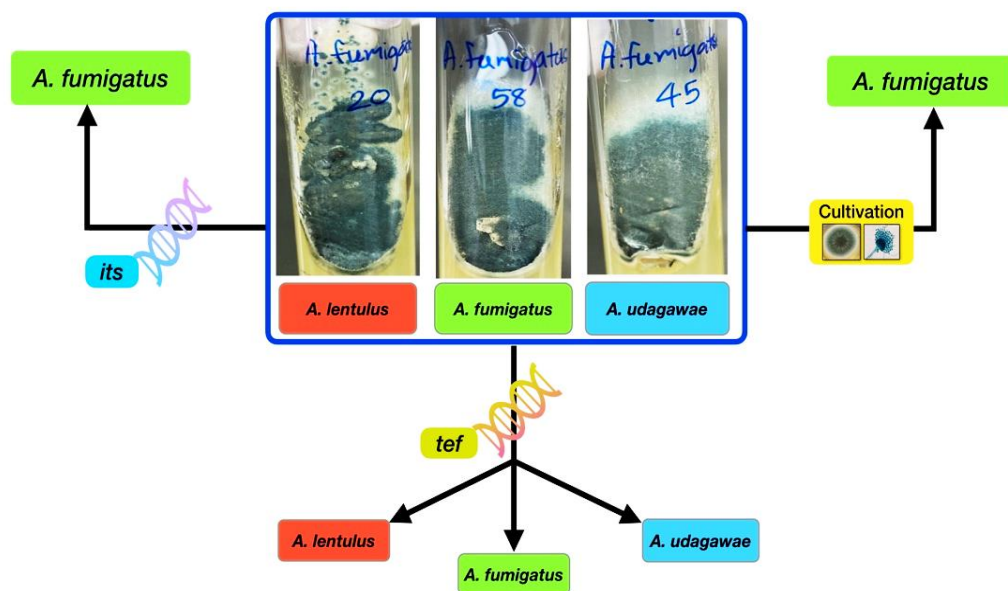 A. fumigatus
its
A. fumigatus
20
A. fumigatus
58
A. fumigatus
45
A. lentulus
A. fumigatus
A. udagawae
Cultivation
A. fumigatus
tef
A. lentulus
A. fumigatus
A. udagawae